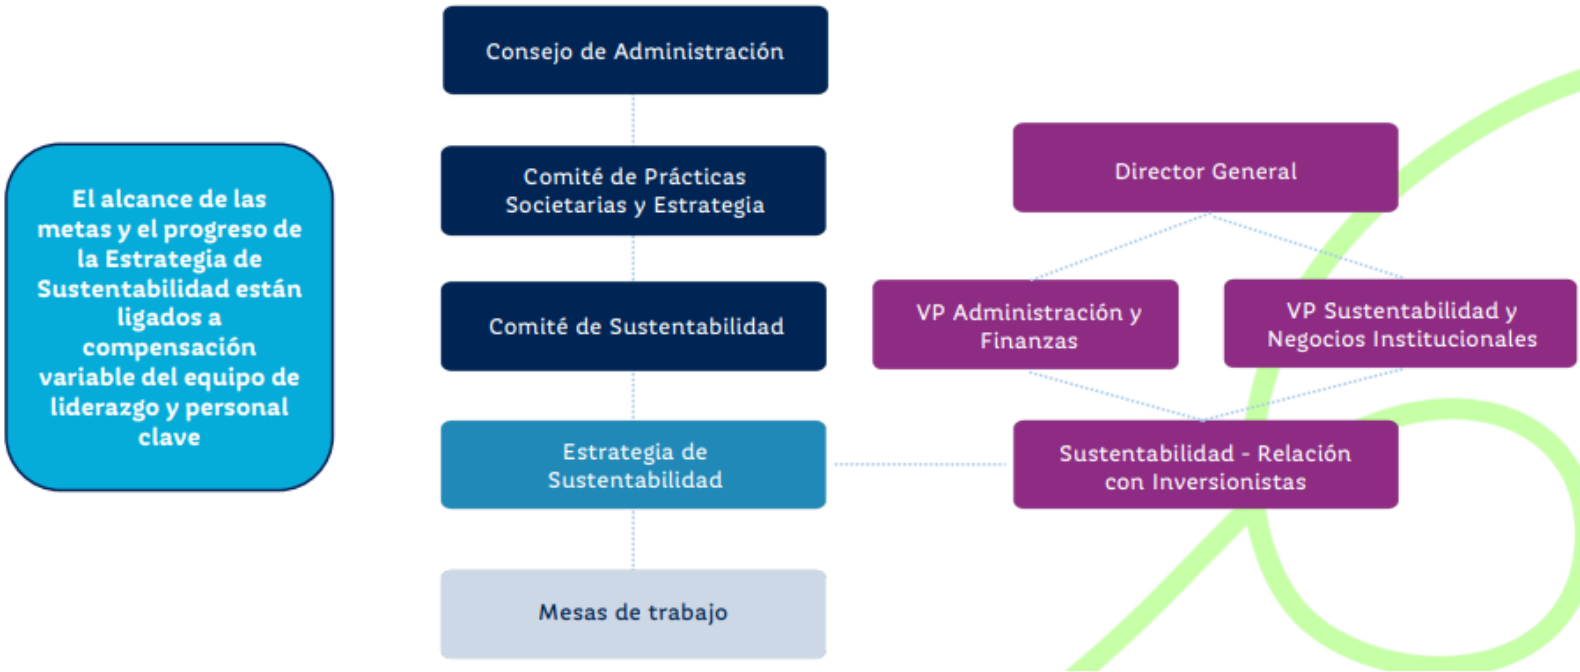 El alcance de las
metas y el progreso de
la Estrategia de
Sustentabilidad están
ligados a
compensación
variable del equipo de
liderazgo y personal
clave
Consejo de Administración
Comité de Prácticas
Societarias y Estrategia
Comité de Sustentabilidad
Estrategia de
Sustentabilidad
Mesas de trabajo
Director General
VP Administración y
Finanzas
VP Sustentabilidad y
Negocios Institucionales
Sustentabilidad - Relación
con Inversionistas